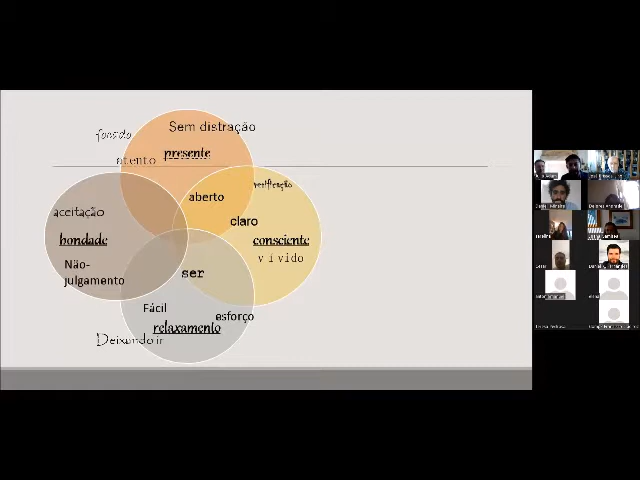 Sem distração
focado
atento
presente
verificação
aberto
aceitação
claro
bondade
consciente
vívido
Não-
julgamento
ser
Fácil
esforço
relaxamento
Deixando ir